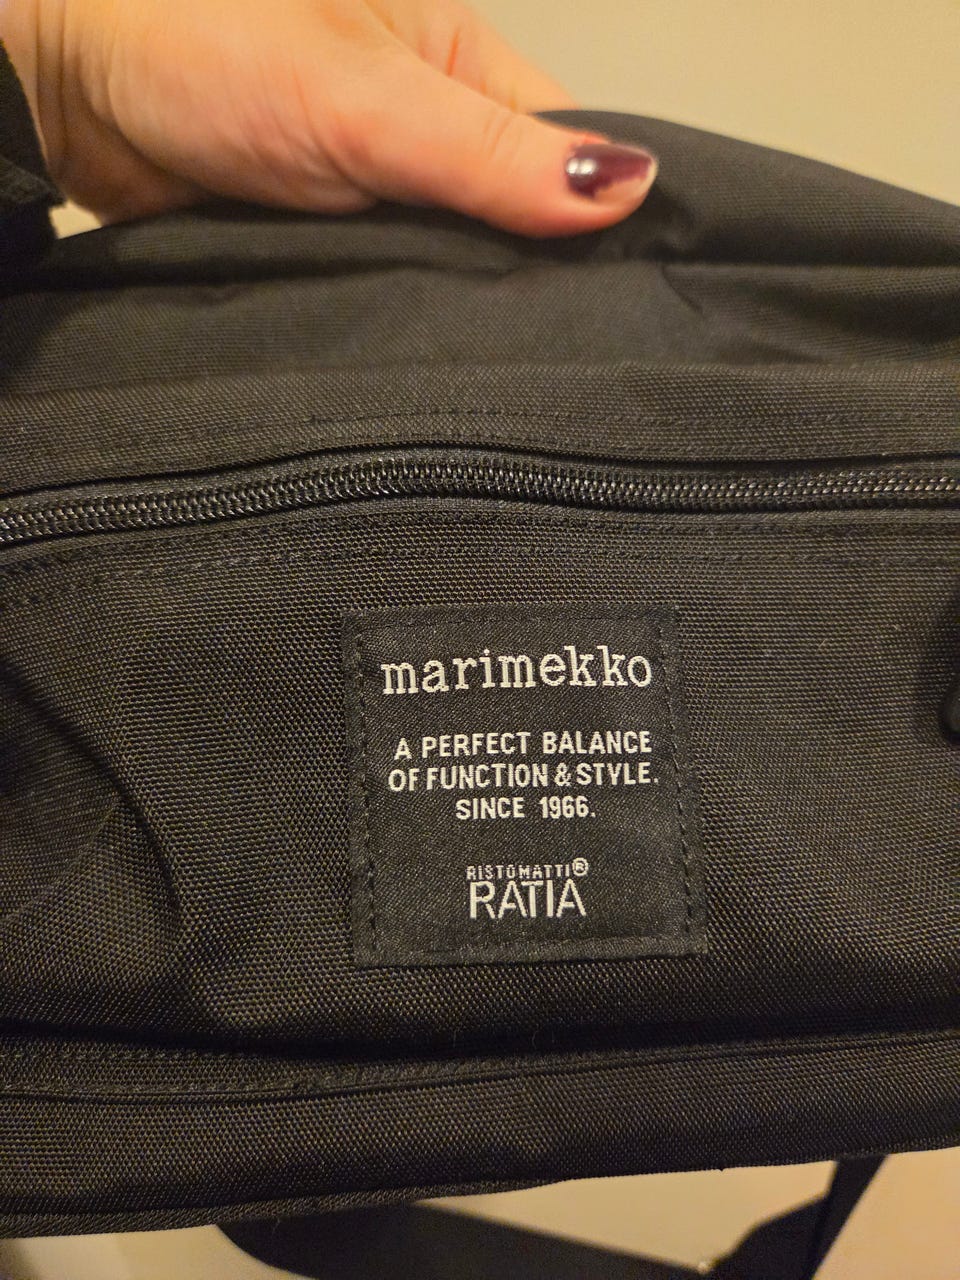 marimekko
A PERFECT BALANCE
OF FUNCTION & STYLE.
SINCE 1966.
RISTOMATTI®
RATIA